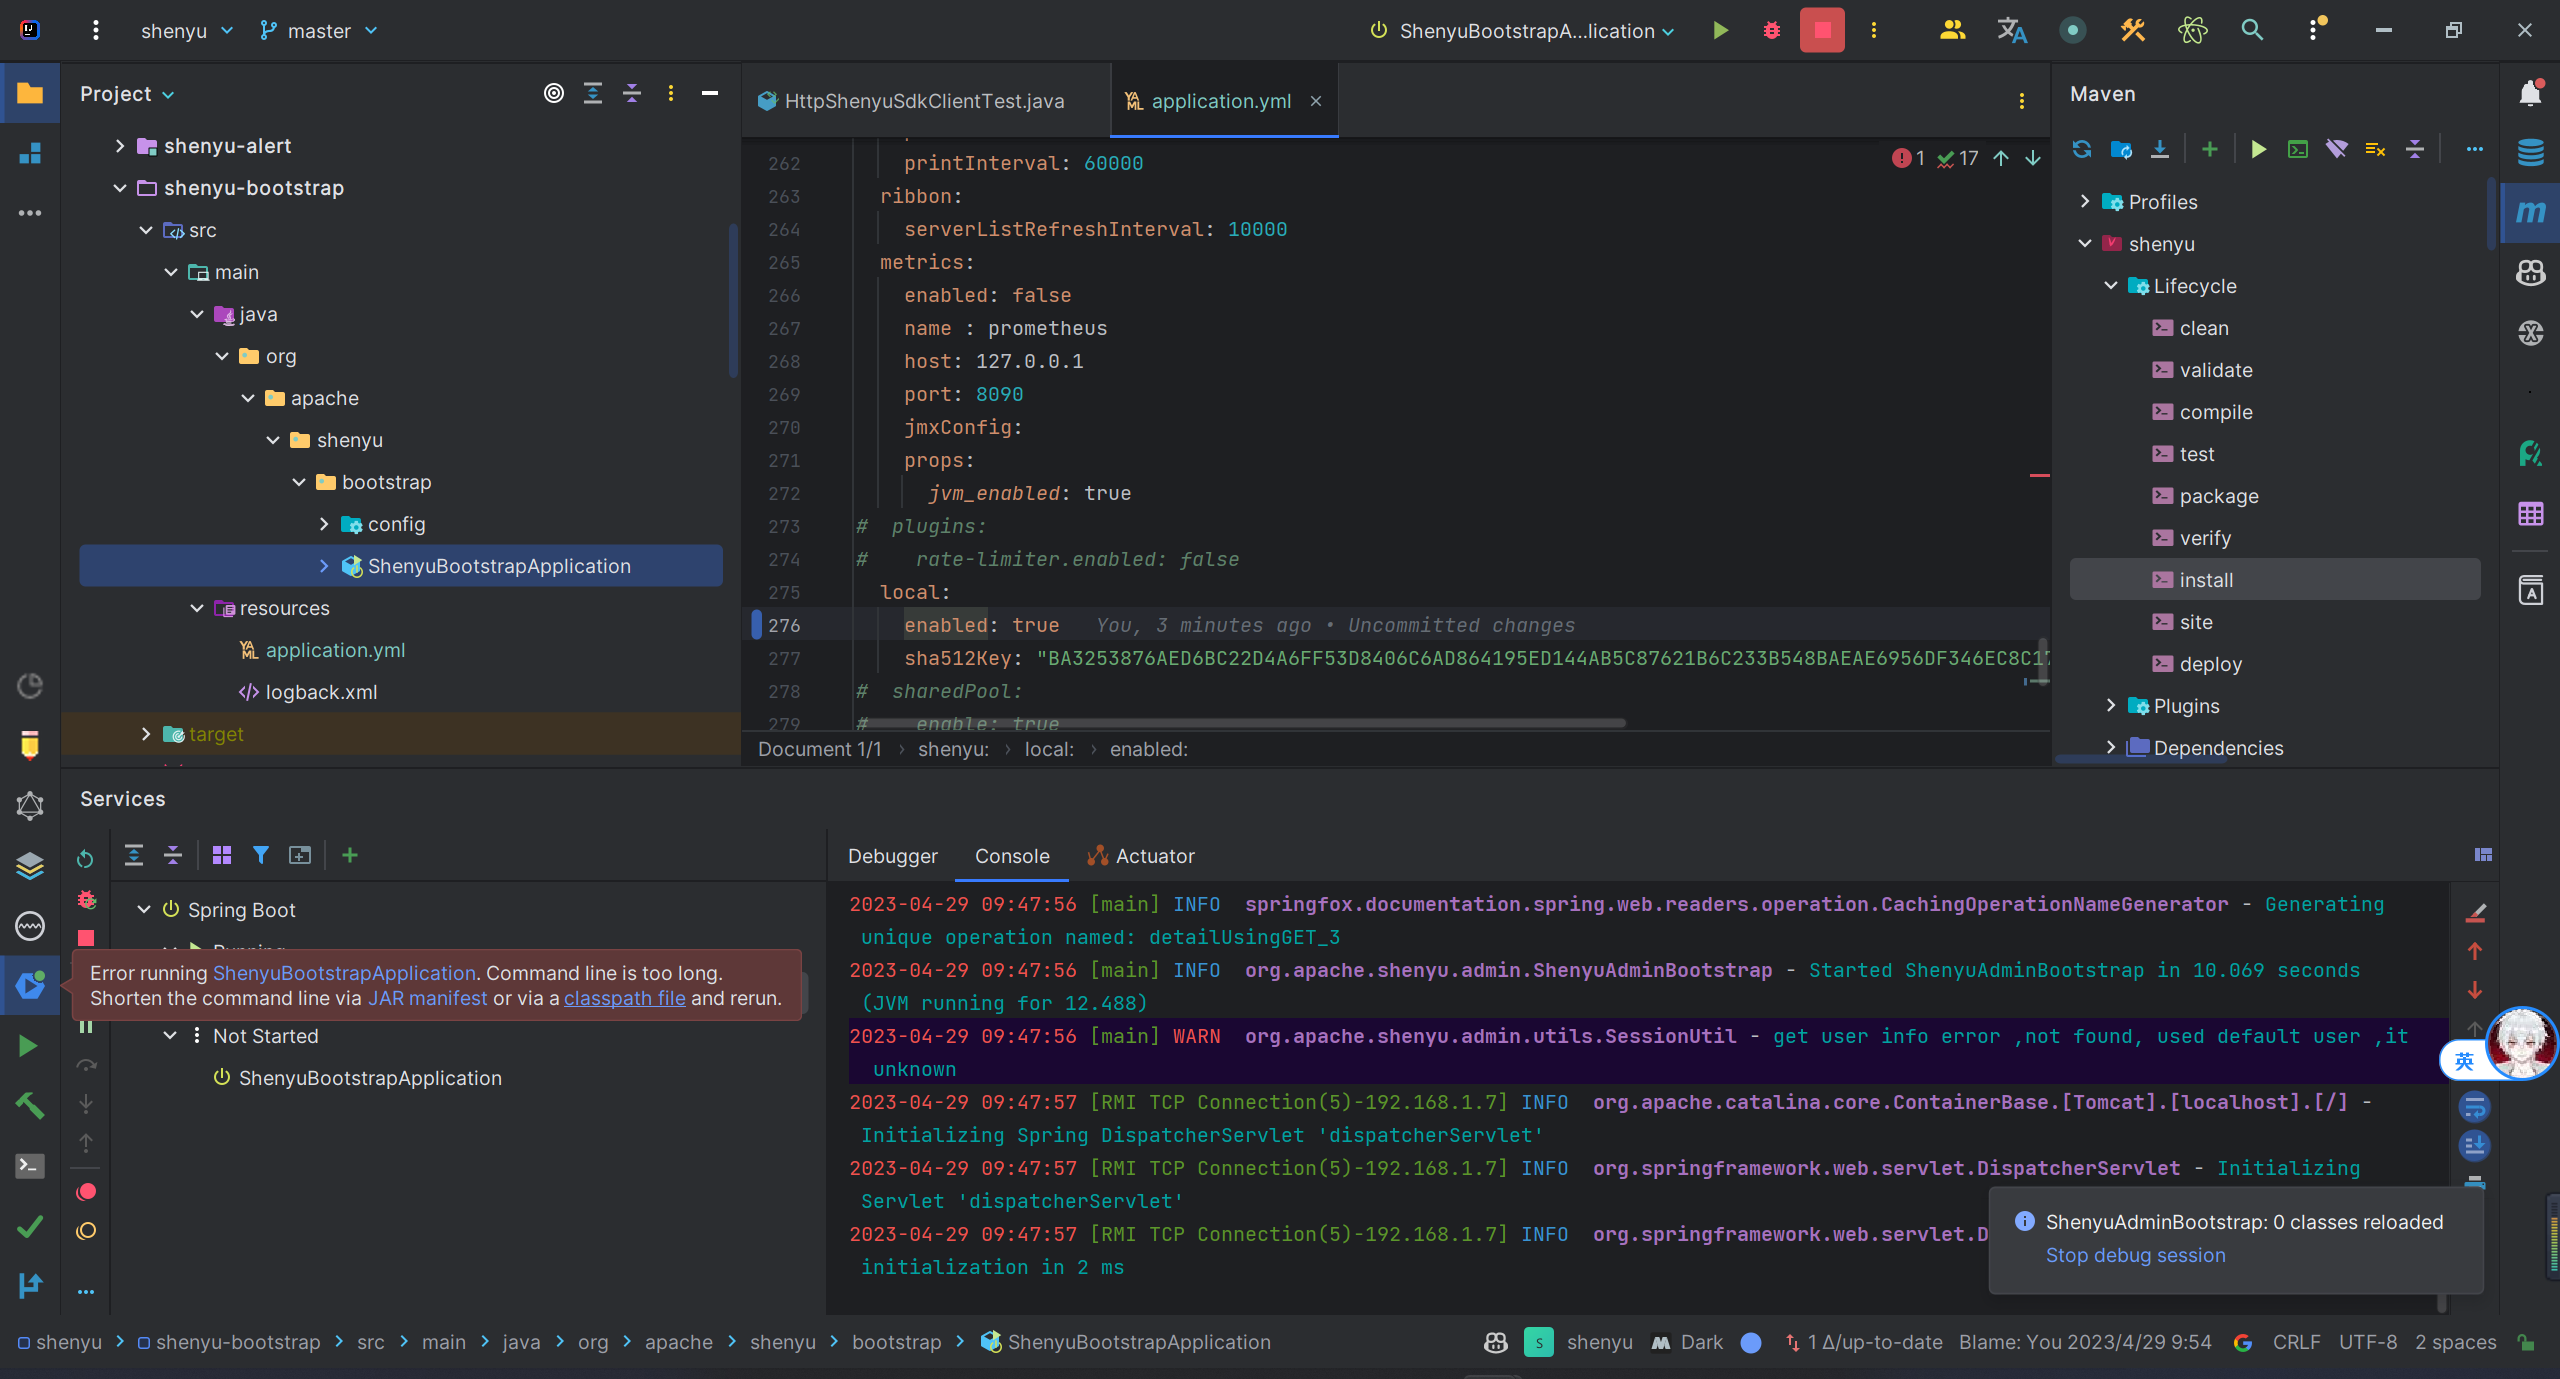 shenyu
master
ShenyuBootstrapA...lication
Project
shenyu-alert
shenyu-bootstrap
src
main
java
org
apache
shenyu
bootstrap
config
ShenyuBootstrapApplication
resources
application.yml
logback.xml
target
HttpShenyuSdkClientTest.java
application.yml
1 17
262 printInterval: 60000
263 ribbon:
264 serverListRefreshInterval: 10000
265 metrics:
266 enabled: false
267 name : prometheus
268 host: 127.0.0.1
269 port: 8090
270 jmxConfig:
271 props:
272 jvm_enabled: true
273 # plugins:
274 # rate-limiter.enabled: false
275 local:
276 enabled: true You, 3 minutes ago • Uncommitted changes
277 sha512Key: "BA3253876AED6BC22D4A6FF53D8406C6AD864195ED144AB5C87621B6C233B548BAEAE6956DF346EC8C17
278 # sharedPool:
279 # enable: true
Document 1/1 › shenyu: › local: › enabled:
Maven
Profiles
shenyu
Lifecycle
clean
validate
compile
test
package
verify
install
site
deploy
Plugins
Dependencies
Services
Spring Boot
Error running ShenyuBootstrapApplication. Command line is too long.
Shorten the command line via JAR manifest or via a classpath file and rerun.
Not Started
ShenyuBootstrapApplication
Debugger
Console
Actuator
2023-04-29 09:47:56 [main] INFO springfox.documentation.spring.web.readers.operation.CachingOperationNameGenerator - Generating
unique operation named: detailUsingGET_3
2023-04-29 09:47:56 [main] INFO org.apache.shenyu.admin.ShenyuAdminBootstrap - Started ShenyuAdminBootstrap in 10.069 seconds
(JVM running for 12.488)
2023-04-29 09:47:56 [main] WARN org.apache.shenyu.admin.utils.SessionUtil - get user info error ,not found, used default user ,it
unknown
2023-04-29 09:47:57 [RMI TCP Connection(5)-192.168.1.7] INFO org.apache.catalina.core.ContainerBase.[Tomcat].[localhost].[/] -
Initializing Spring DispatcherServlet 'dispatcherServlet'
2023-04-29 09:47:57 [RMI TCP Connection(5)-192.168.1.7] INFO org.springframework.web.servlet.DispatcherServlet - Initializing
Servlet 'dispatcherServlet'
2023-04-29 09:47:57 [RMI TCP Connection(5)-192.168.1.7] INFO org.springframework.web.servlet.D
initialization in 2 ms
英
ShenyuAdminBootstrap: 0 classes reloaded
Stop debug session
shenyu › shenyu-bootstrap › src › main › java › org › apache › shenyu › bootstrap › ShenyuBootstrapApplication
S shenyu Dark 1 Δ/up-to-date Blame: You 2023/4/29 9:54 CRLF UTF-8 2 spaces